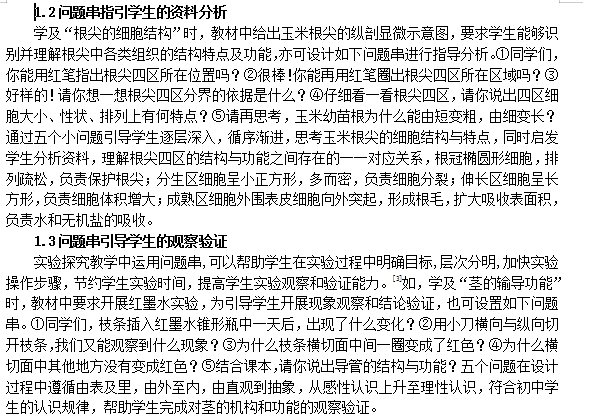 1.2问题串指引学生的资料分析
学及“根尖的细胞结构”时，教材中给出玉米根尖的纵剖显微示意图，要求学生能够识
别并理解根尖中各类组织的结构特点及功能，亦可设计如下问题串进行指导分析。①同学们，
你能用红笔指出根尖四区所在位置吗？②很棒！你能再用红笔圈出根尖四区所在区域吗？③
好样的！请你想一想根尖四区分界的依据是什么？④仔细看一看根尖四区，请你说出四区细
胞大小、性状、排列上有何特点？⑤请再思考，玉米幼苗根为什么能由短变粗，由细变长？
通过五个小问题引导学生逐层深入，循序渐进，思考玉米根尖的细胞结构与特点，同时启发
学生分析资料，理解根尖四区的结构与功能之间存在的一一对应关系，根冠椭圆形细胞，排
列疏松，负责保护根尖；分生区细胞呈小正方形，多而密，负责细胞分裂；伸长区细胞呈长
方形，负责细胞体积增大；成熟区细胞外围表皮细胞向外突起，形成根毛，扩大吸收表面积，
负责水和无机盐的吸收。
1.3问题串引导学生的观察验证
实验探究教学中运用问题串，可以帮助学生在实验过程中明确目标，层次分明，加快实验
操作步骤，节约学生实验时间，提高学生实验观察和验证能力。[3]如，学及“茎的输导功能”
时，教材中要求开展红墨水实验，为引导学生开展现象观察和结论验证，也可设置如下问题
串。①同学们，枝条插入红墨水锥形瓶中一天后，出现了什么变化？②用小刀横向与纵向切
开枝条，我们又能观察到什么现象？③为什么枝条横切面中间一圈变成了红色？④为什么横
切面中其他地方没有变成红色？⑤结合课本，请你说出导管的结构与功能？五个问题在设计
过程中遵循由表及里，由外至内，由直观到抽象，从感性认识上升至理性认识，符合初中学
生的认识规律，帮助学生完成对茎的机构和功能的观察验证。